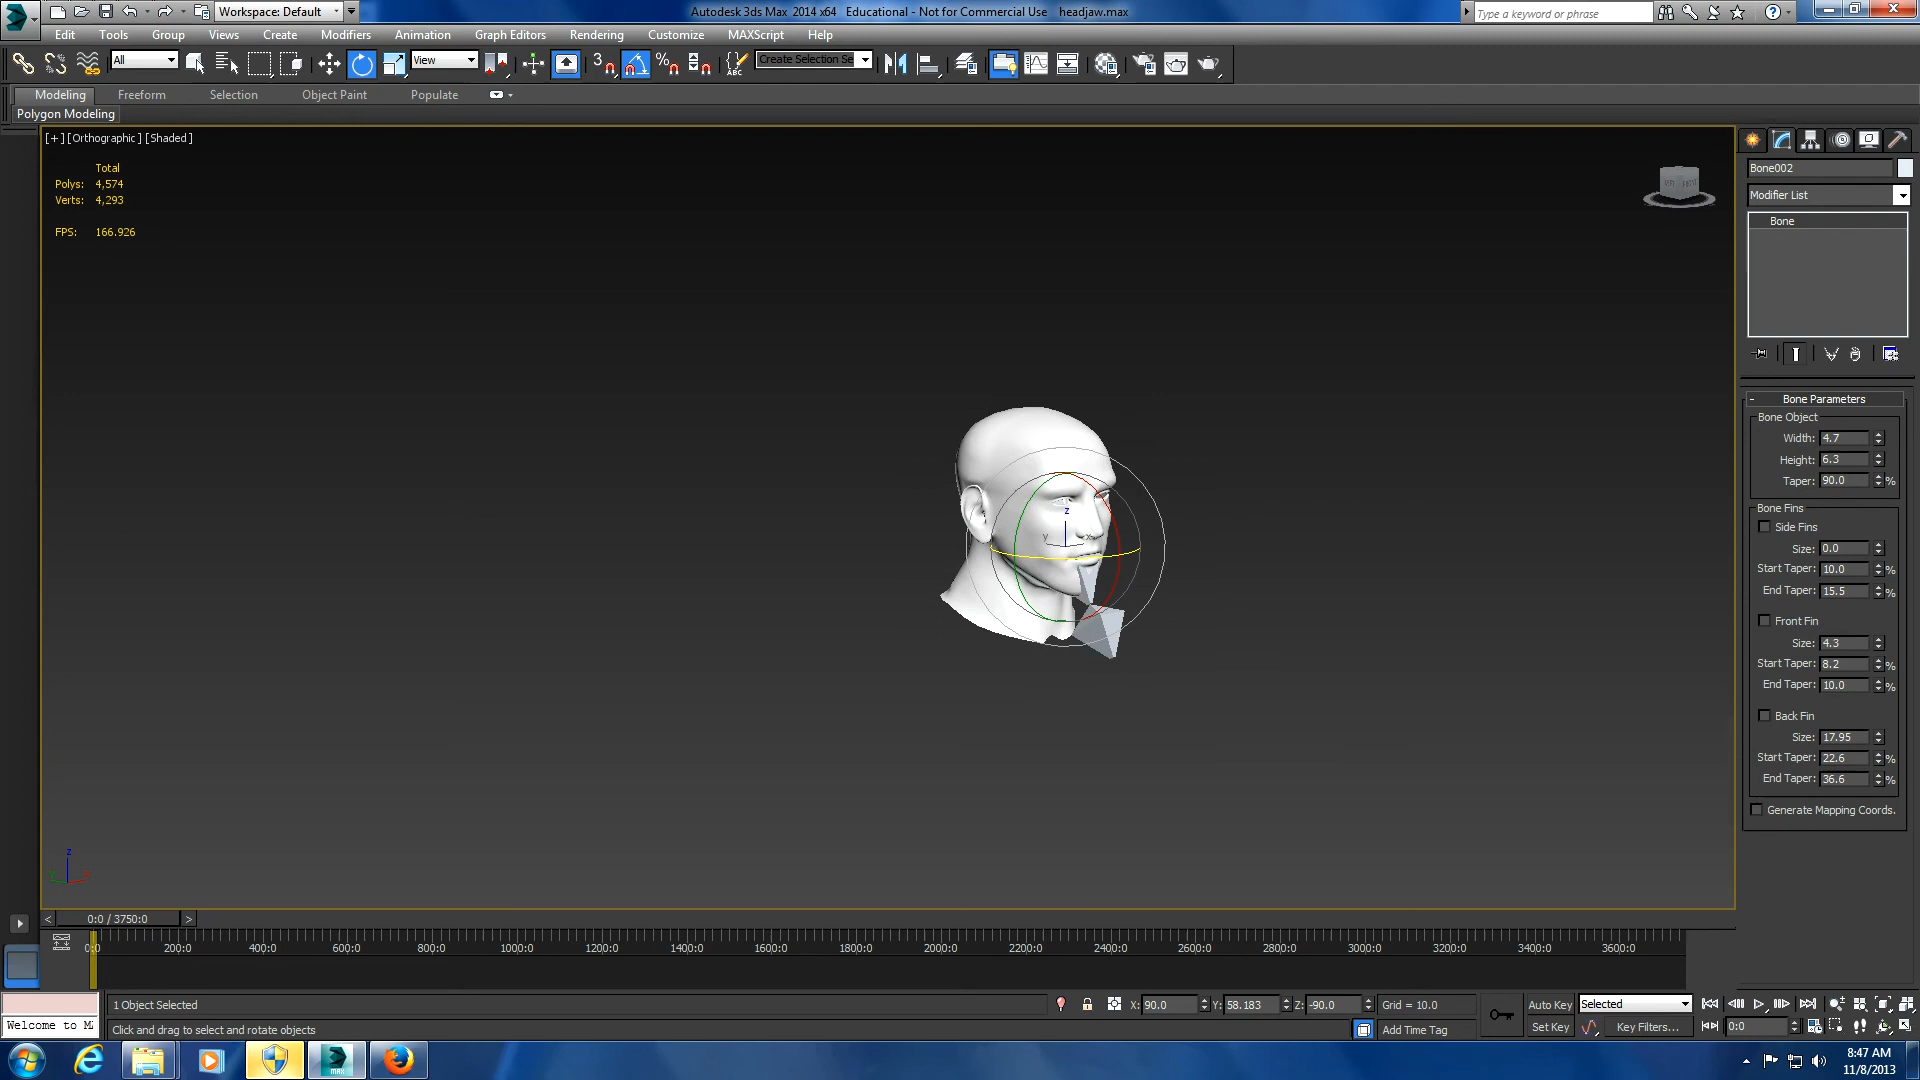 Workspace: Default
Autodesk 3ds Max 2014 x64 Educational - Not for Commercial Use headjaw.max
Type a keyword or phrase
Edit Tools Group Views Create Modifiers Animation Graph Editors Rendering Customize MAXScript Help
All
View
3
%
ABC
Create Selection Se
Modeling Freeform Selection Object Paint Populate
Polygon Modeling
[+][Orthographic][Shaded]
Total
Polys: 4,574
Verts: 4,293
FPS: 166.926
z
y
x
z
Bone002
Modifier List
Bone
- Bone Parameters
Bone Object
Width: 4.7
Height: 6.3
Taper: 90.0 %
Bone Fins
Side Fins
Size: 0.0
Start Taper: 10.0 %
End Taper: 15.5 %
Front Fin
Size: 4.3
Start Taper: 8.2 %
End Taper: 10.0 %
Back Fin
Size: 17.95
Start Taper: 22.6 %
End Taper: 36.6 %
Generate Mapping Coords.
< 0:0 / 3750:0 >
0:0 200:0 400:0 600:0 800:0 1000:0 1200:0 1400:0 1600:0 1800:0 2000:0 2200:0 2400:0 2600:0 2800:0 3000:0 3200:0 3400:0 3600:0
1 Object Selected
X: 90.0 Y: 58.183 Z: -90.0 Grid = 10.0
Auto Key Selected
Welcome to M
Click and drag to select and rotate objects
Add Time Tag
Set Key Key Filters... 0:0
MAX
8:47 AM
11/8/2013